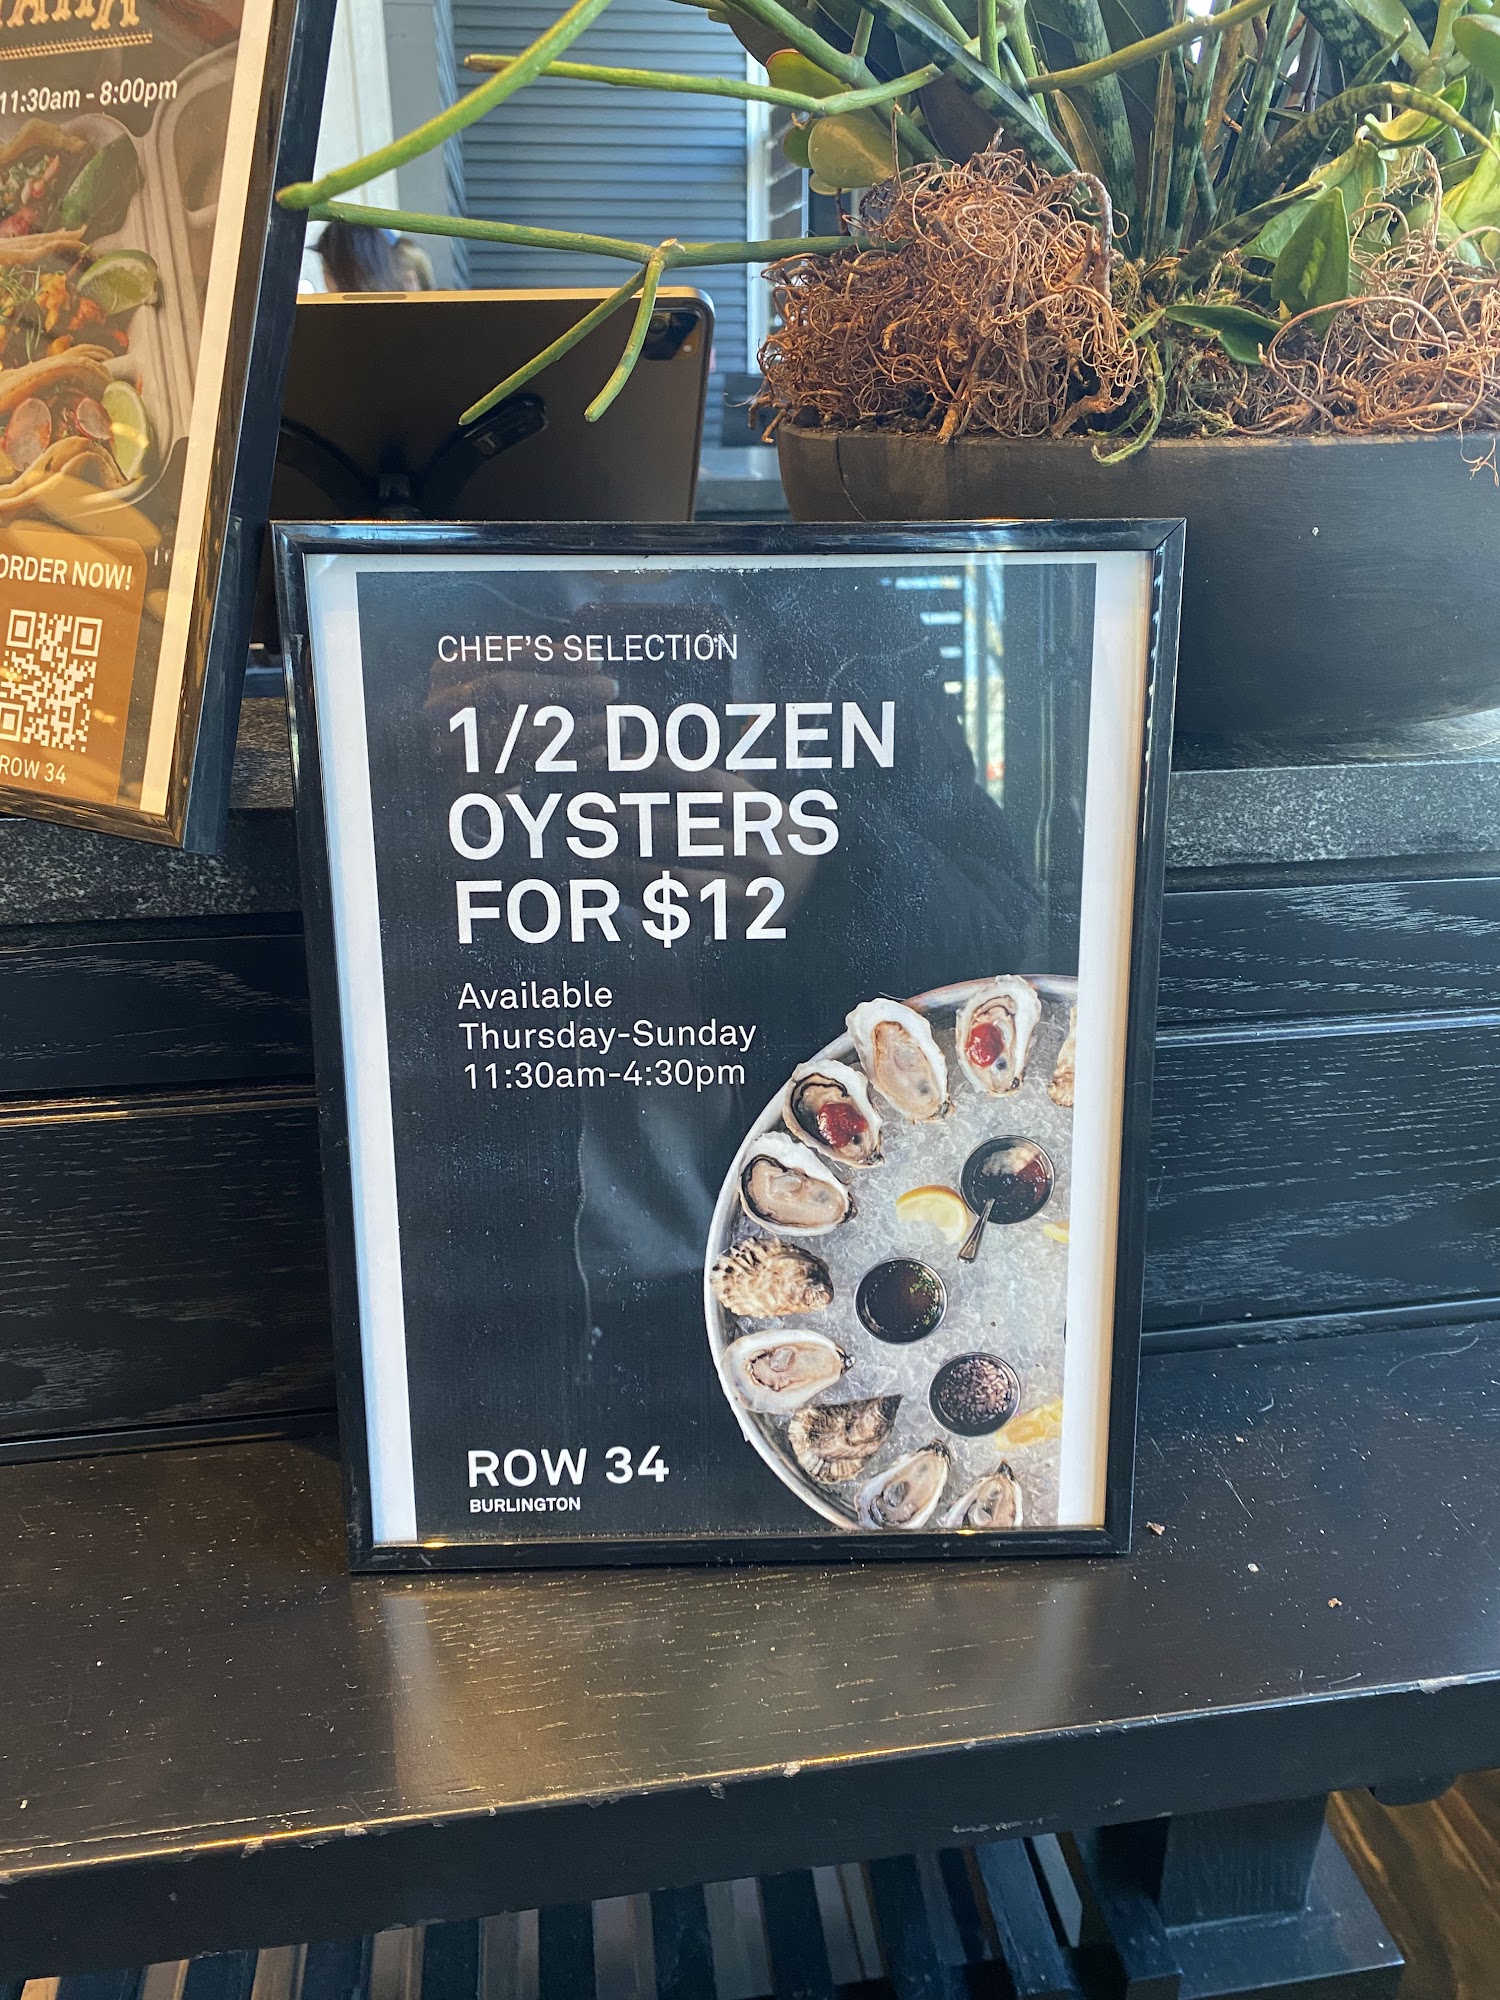 11:30am - 8:00pm
ORDER NOW!
ROW 34
CHEF'S SELECTION
1/2 DOZEN
OYSTERS
FOR $12
Available
Thursday-Sunday
11:30am-4:30pm
ROW 34
BURLINGTON